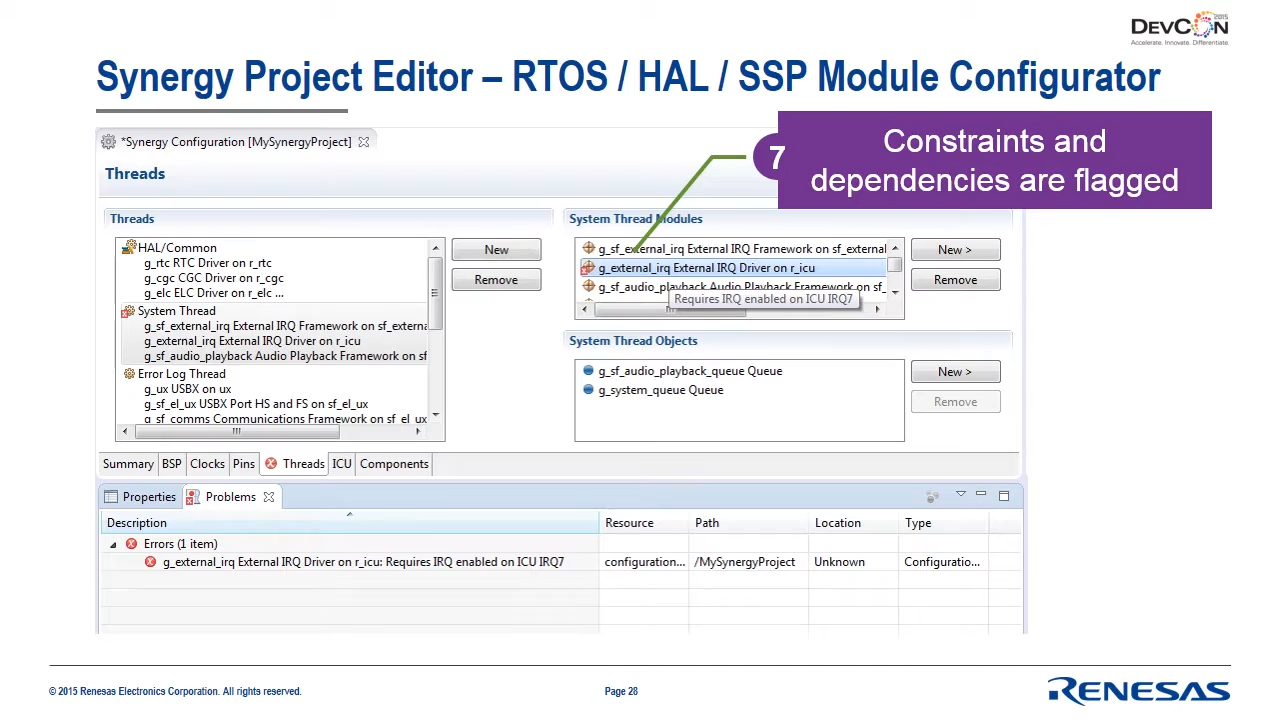 DEVCON 2015
Accelerate. Innovate. Differentiate.
Synergy Project Editor – RTOS / HAL / SSP Module Configurator
7
Constraints and
dependencies are flagged
*Synergy Configuration [MySynergyProject]
Threads
Threads
HAL/Common
g_rtc RTC Driver on r_rtc
g_cgc CGC Driver on r_cgc
g_elc ELC Driver on r_elc ...
System Thread
g_sf_external_irq External IRQ Framework on sf_externa
g_external_irq External IRQ Driver on r_icu
g_sf_audio_playback Audio Playback Framework on sf
Error Log Thread
g_ux USBX on ux
g_sf_el_ux USBX Port HS and FS on sf_el_ux
g_sf_comms Communications Framework on sf_el_ux
New
Remove
System Thread Modules
g_sf_external_irq External IRQ Framework on sf_external
g_external_irq External IRQ Driver on r_icu
g_sf_audio_playback Audio Playback Framework on sf_
Requires IRQ enabled on ICU IRQ7
New >
Remove
System Thread Objects
g_sf_audio_playback_queue Queue
g_system_queue Queue
New >
Remove
Summary BSP Clocks Pins Threads ICU Components
Properties Problems
Description Resource Path Location Type
Errors (1 item)
g_external_irq External IRQ Driver on r_icu: Requires IRQ enabled on ICU IRQ7 configuration... /MySynergyProject Unknown Configuratio...
© 2015 Renesas Electronics Corporation. All rights reserved.
Page 28
RENESAS